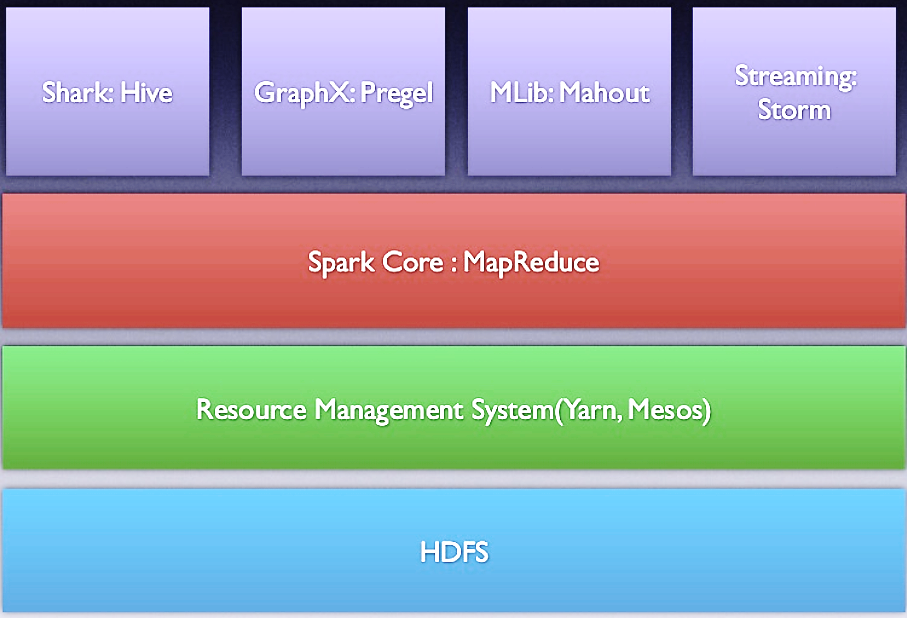 Shark: Hive
GraphX: Pregel
MLib: Mahout
Streaming:
Storm
Spark Core : MapReduce
Resource Management System(Yarn, Mesos)
HDFS